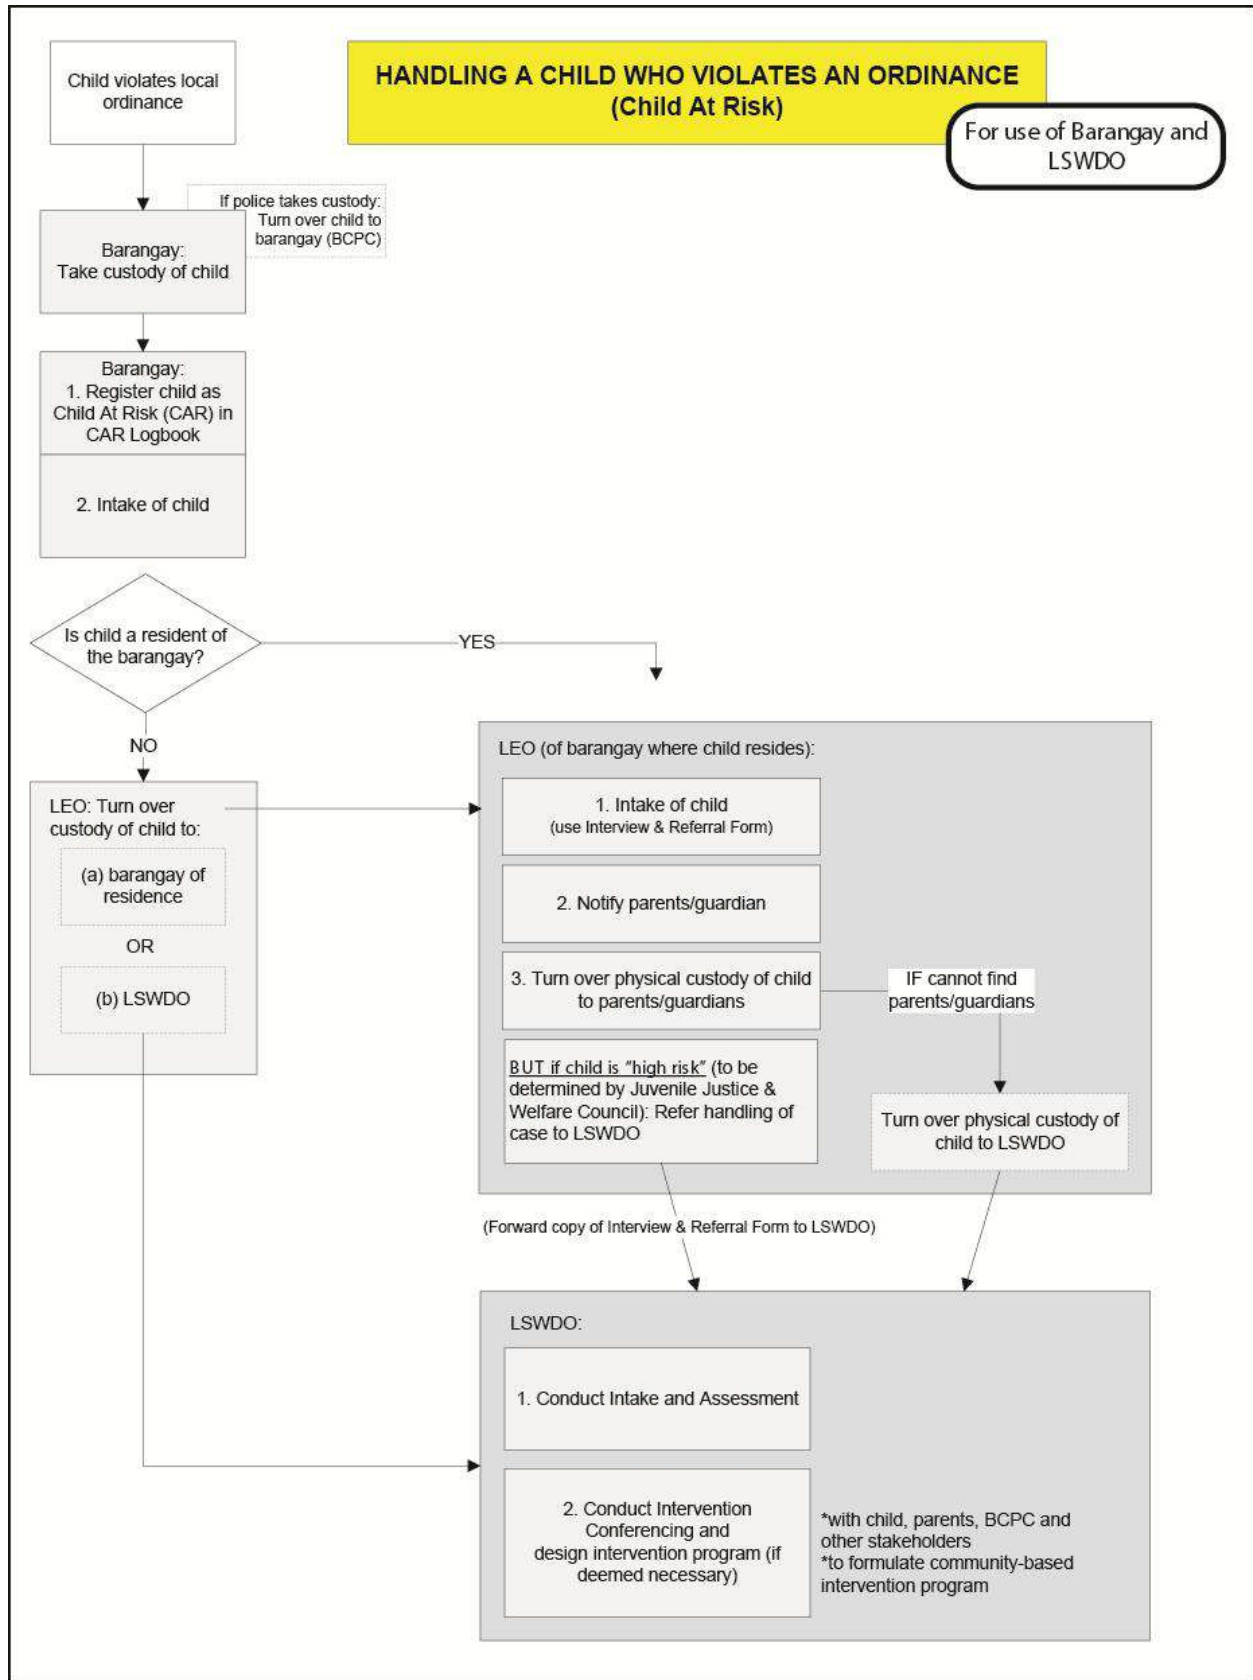 Child violates local
ordinance
HANDLING A CHILD WHO VIOLATES AN ORDINANCE
(Child At Risk)
For use of Barangay and
LSWDO
If police takes custody:
Turn over child to
barangay (BCPC)
Barangay:
Take custody of child
Barangay:
1. Register child as
Child At Risk (CAR) in
CAR Logbook
2. Intake of child
Is child a resident of
the barangay?
YES
NO
LEO: Turn over
custody of child to:
(a) barangay of
residence
OR
(b) LSWDO
LEO (of barangay where child resides):
1. Intake of child
(use Interview & Referral Form)
2. Notify parents/guardian
3. Turn over physical custody of child
to parents/guardians
IF cannot find
parents/guardians
BUT if child is “high risk” (to be
determined by Juvenile Justice &
Welfare Council): Refer handling of
case to LSWDO
Turn over physical custody of
child to LSWDO
(Forward copy of Interview & Referral Form to LSWDO)
LSWDO:
1. Conduct Intake and Assessment
2. Conduct Intervention
Conferencing and
design intervention program (if
deemed necessary)
*with child, parents, BCPC and
other stakeholders
*to formulate community-based
intervention program